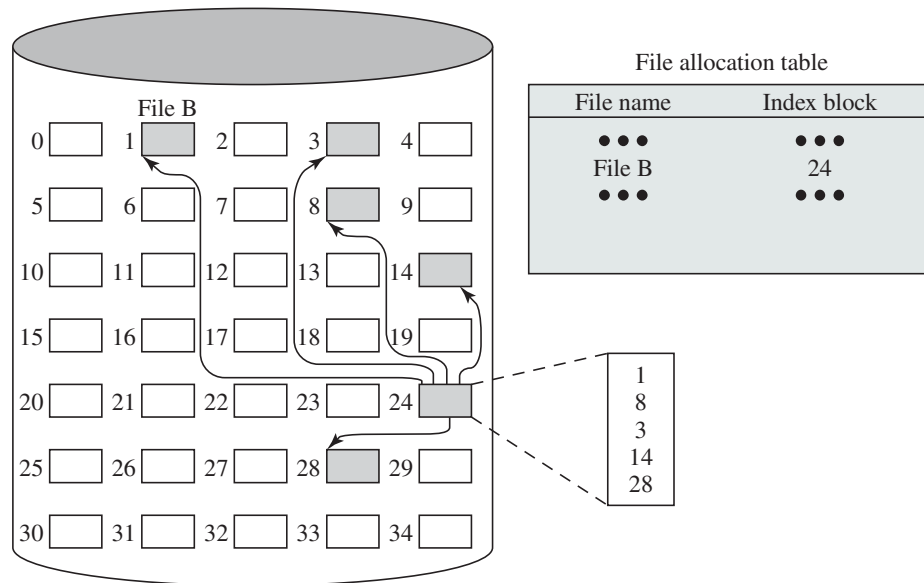 File allocation table
File name Index block
••• •••
File B 24
••• •••
File B
0 1 2 3 4
5 6 7 8 9
10 11 12 13 14
15 16 17 18 19
20 21 22 23 24
25 26 27 28 29
30 31 32 33 34
1
8
3
14
28